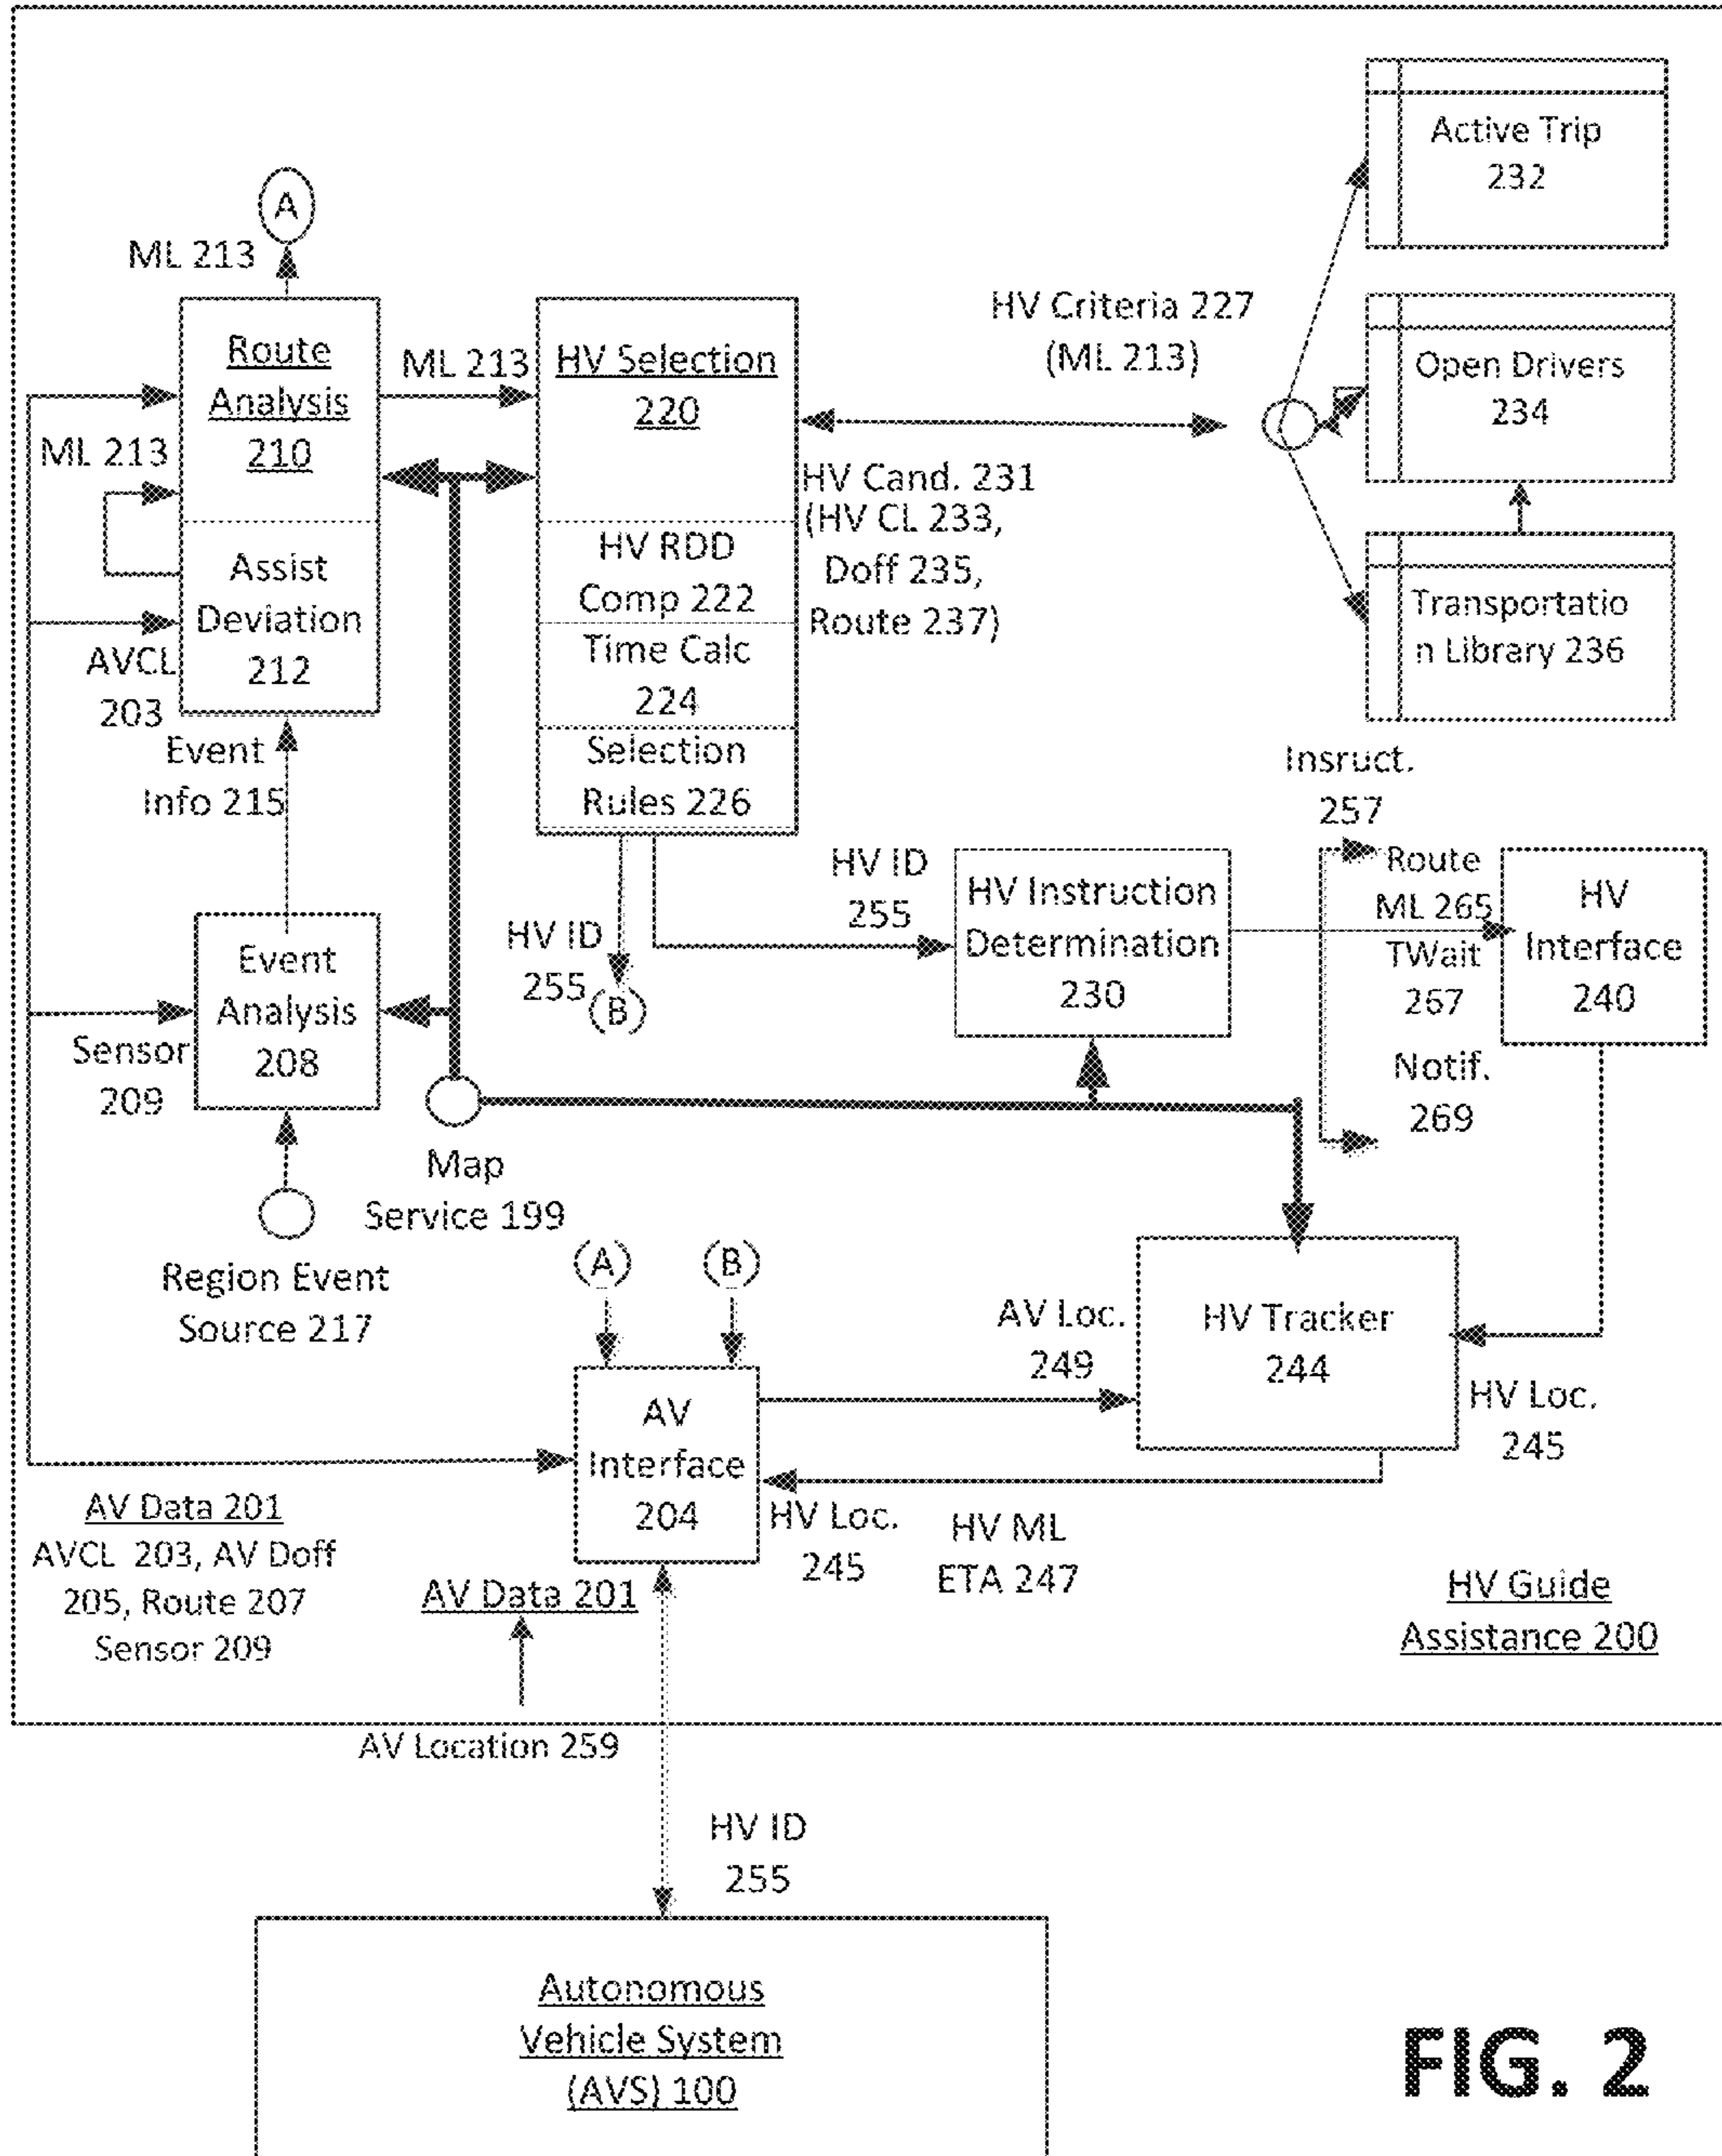 Active Trip
232
A
ML 213
Route
Analysis
210
ML 213
HV Selection
220
HV Criteria 227
(ML 213)
Open Drivers
234
ML 213
HV Cand. 231
(HV CL 233,
Doff 235,
Route 237)
Assist
Deviation
212
HV RDD
Comp 222
Time Calc
224
Selection
Rules 226
Transportatio
n Library 236
AVCL
203
Event
Info 215
Insruct.
257
HV ID
255
HV ID
255
(B)
HV Instruction
Determination
230
Route
ML 265
TWait
267
HV
Interface
240
Notif.
269
Event
Analysis
208
Sensor
209
Map
Service 199
Region Event
Source 217
(A)
(B)
AV Loc.
249
HV Tracker
244
HV Loc.
245
AV
Interface
204
HV Loc.
245
HV ML
ETA 247
AV Data 201
AVCL 203, AV Doff
205, Route 207
Sensor 209
AV Data 201
HV Guide
Assistance 200
AV Location 259
HV ID
255
Autonomous
Vehicle System
(AVS) 100
FIG. 2